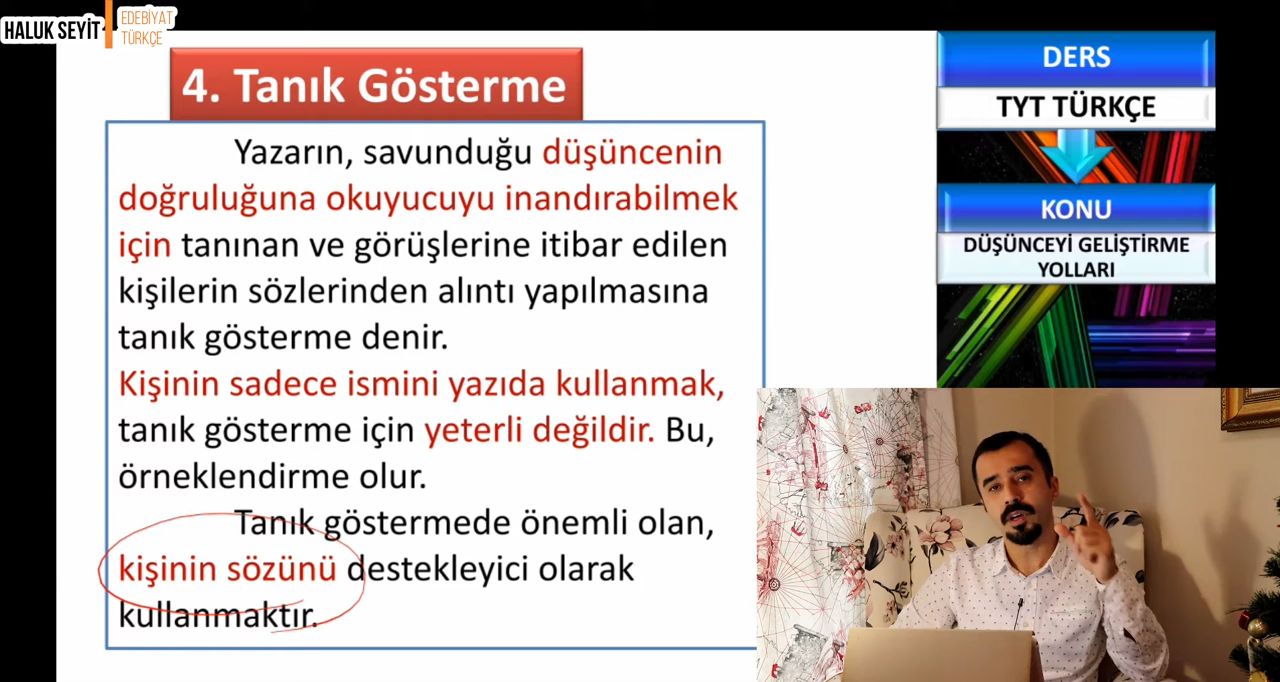 HALUK SEYİT
EDEBİYAT
TÜRKÇE
4. Tanık Gösterme
Yazarın, savunduğu düşüncenin
doğruluğuna okuyucuyu inandırabilmek
için tanınan ve görüşlerine itibar edilen
kişilerin sözlerinden alıntı yapılmasına
tanık gösterme denir.
Kişinin sadece ismini yazıda kullanmak,
tanık gösterme için yeterli değildir. Bu,
örneklendirme olur.
Tanık göstermede önemli olan,
kişinin sözünü destekleyici olarak
kullanmaktır.
DERS
TYT TÜRKÇE
KONU
DÜŞÜNCEYİ GELİŞTİRME
YOLLARI